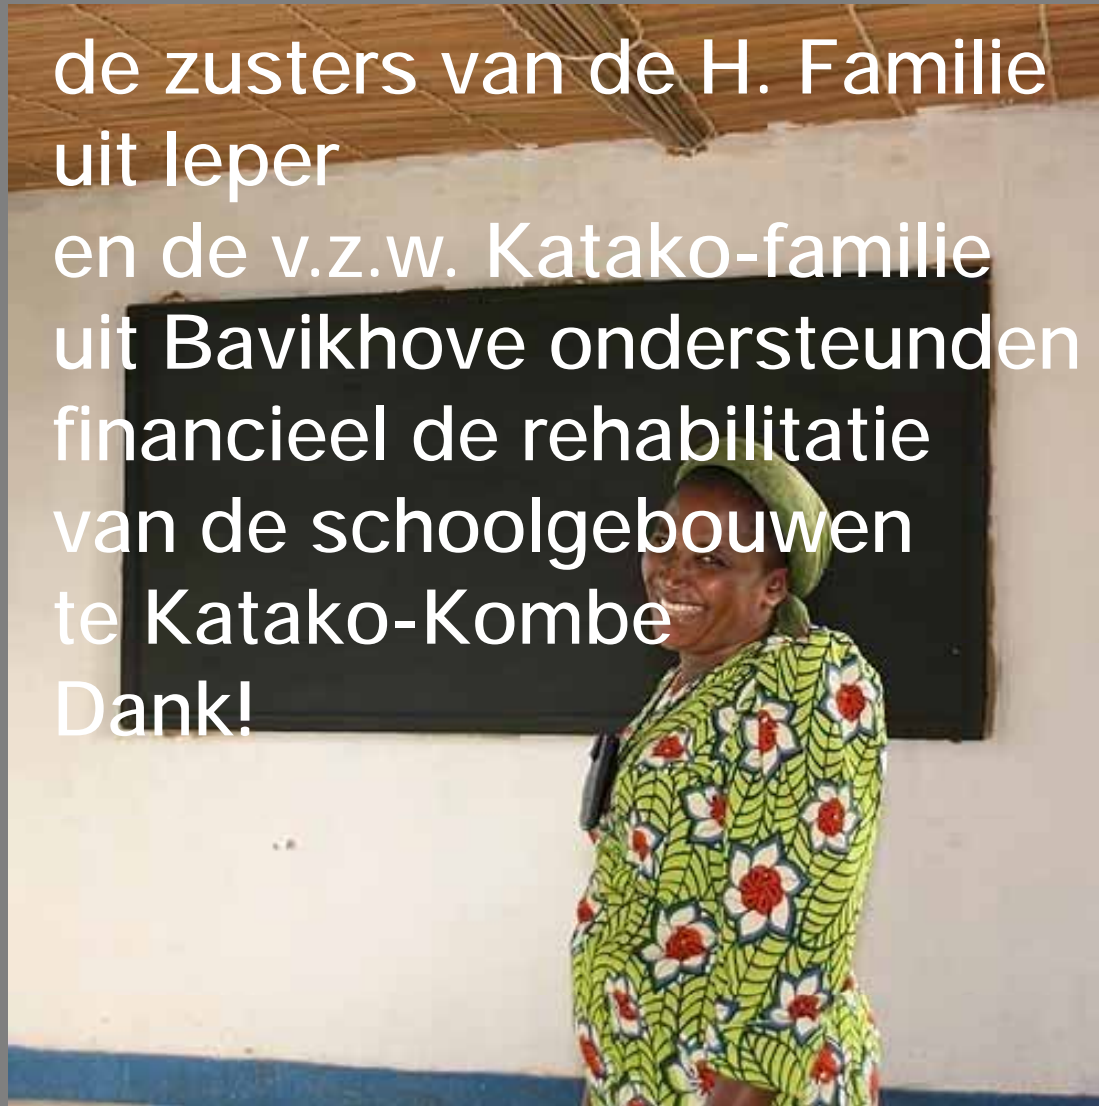 de zusters van de H. Familie
uit Ieper
en de v.z.w. Katako-familie
uit Bavikhove ondersteunden
financieel de rehabilitatie
van de schoolgebouwen
te Katako-Kombe
Dank!